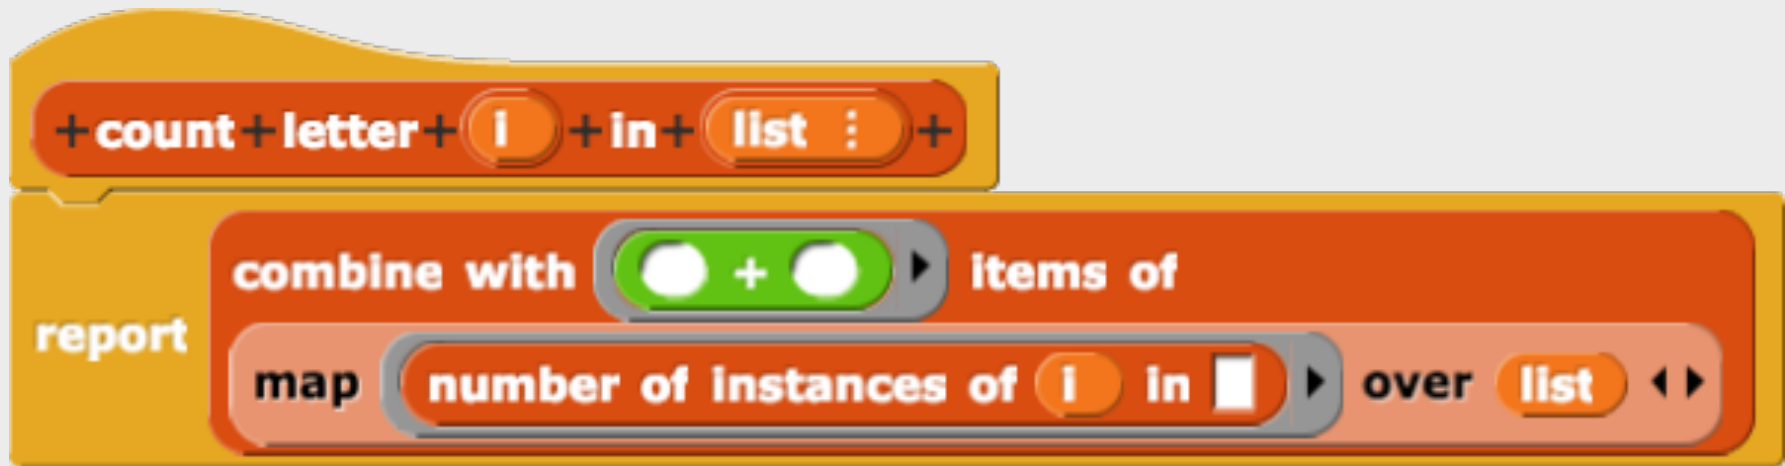 +count+letter+ i +in+ list ⋮ +
combine with + items of
report
map number of instances of i in over list